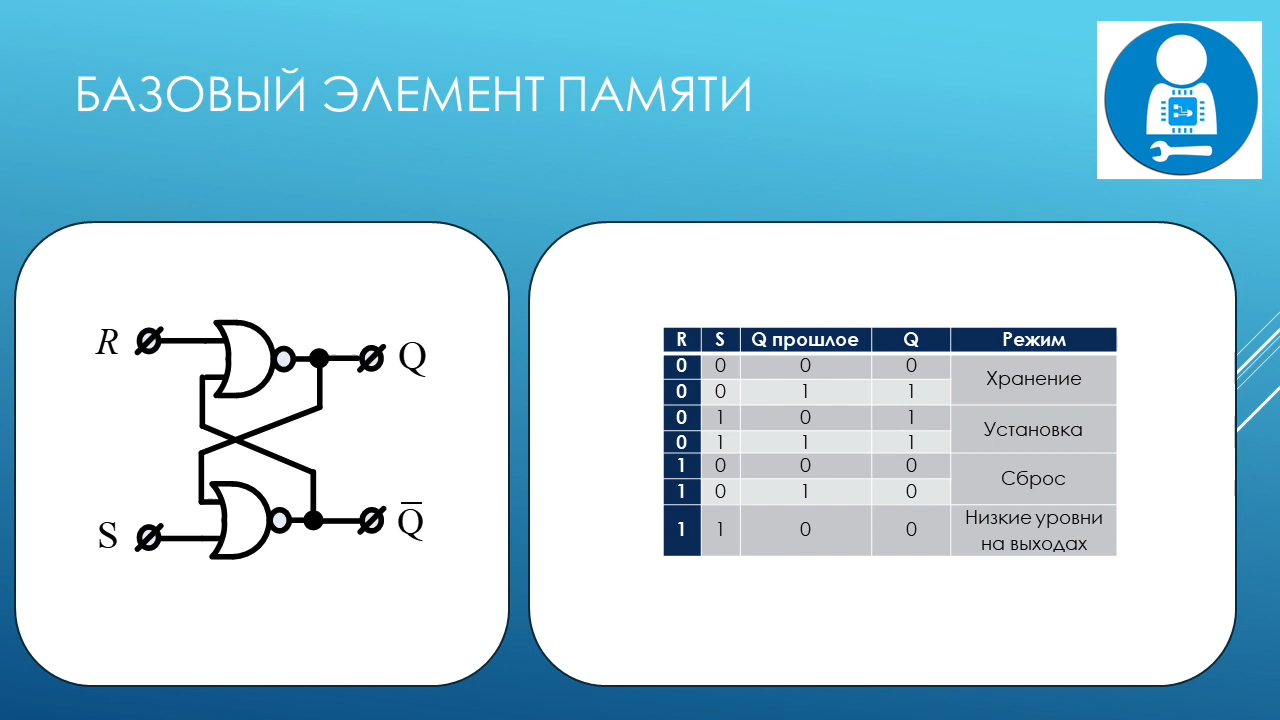 БАЗОВЫЙ ЭЛЕМЕНТ ПАМЯТИ
R
Q
S
Q̅
R S Q прошлое Q Режим
0 0 0 0 Хранение
0 0 1 1
0 1 0 1 Установка
0 1 1 1
1 0 0 0 Сброс
1 0 1 0
1 1 0 0 Низкие уровни
на выходах